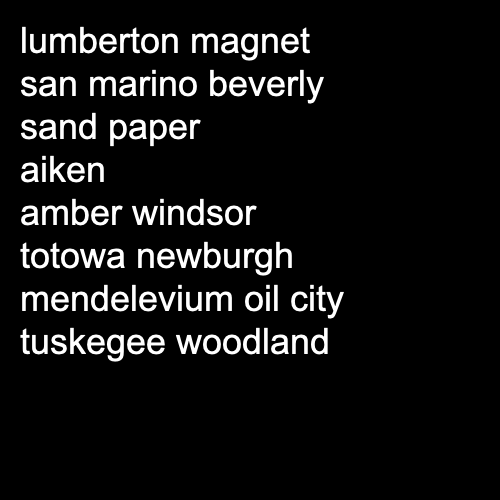 lumberton magnet
san marino beverly
sand paper
aiken
amber windsor
totowa newburgh
mendelevium oil city
tuskegee woodland